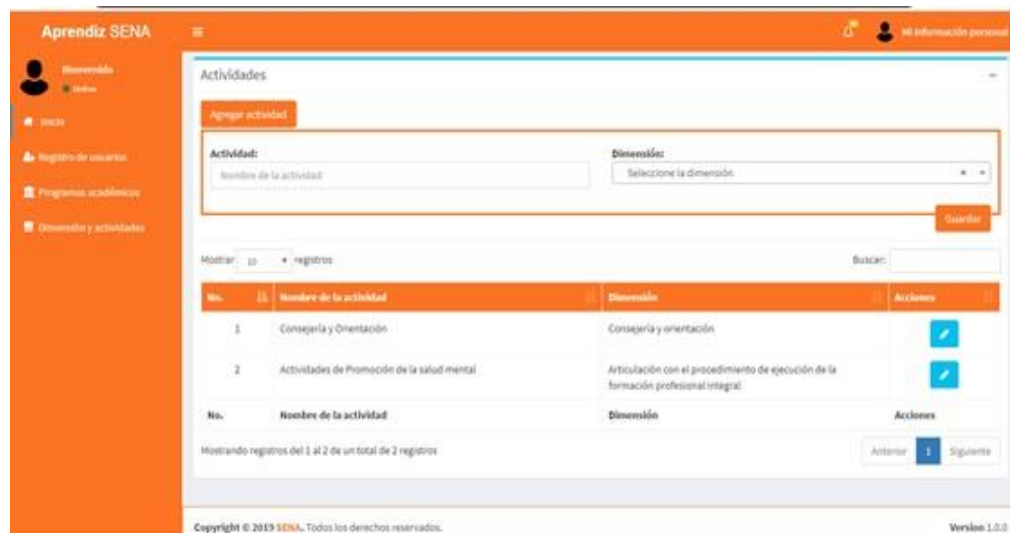 Aprendiz SENA
Mi Información personal
Bienvenido
Online
Inicio
Registro de usuarios
Programas académicos
Dimensión y actividades
Actividades
Agregar actividad
Actividad:
Nombre de la actividad
Dimensión:
Seleccione la dimensión
Guardar
Mostrar 10 registros
Buscar:
No. Nombre de la actividad Dimensión Acciones
1 Consejería y Orientación Consejería y orientación
2 Actividades de Promoción de la salud mental Articulación con el procedimiento de ejecución de la
formación profesional integral
No. Nombre de la actividad Dimensión Acciones
Mostrando registros del 1 al 2 de un total de 2 registros
Anterior 1 Siguiente
Copyright © 2019 SENA. Todos los derechos reservados.
Version 1.0.0